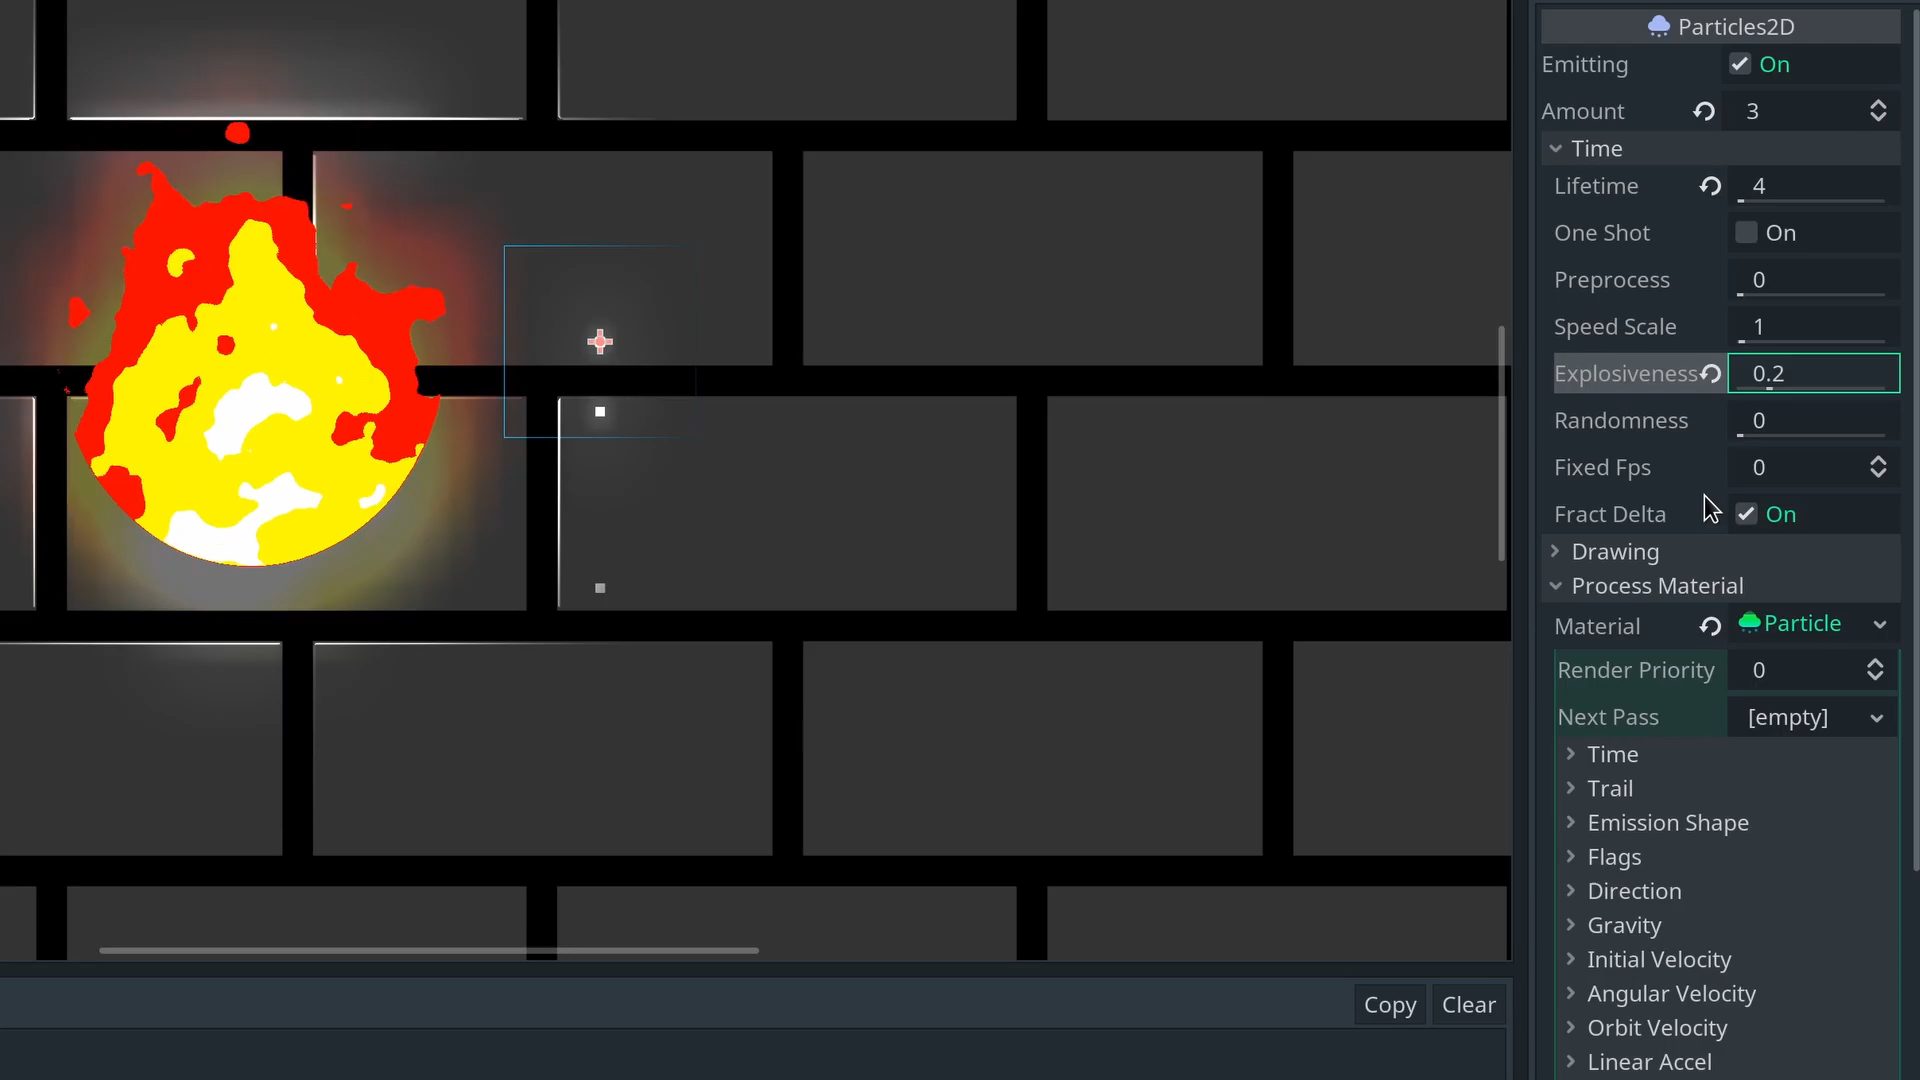 Particles2D
Emitting On
Amount 3
Time
Lifetime 4
One Shot On
Preprocess 0
Speed Scale 1
Explosiveness 0.2
Randomness 0
Fixed Fps 0
Fract Delta On
Drawing
Process Material
Material Particle
Render Priority 0
Next Pass [empty]
Time
Trail
Emission Shape
Flags
Direction
Gravity
Initial Velocity
Angular Velocity
Orbit Velocity
Linear Accel
Copy Clear